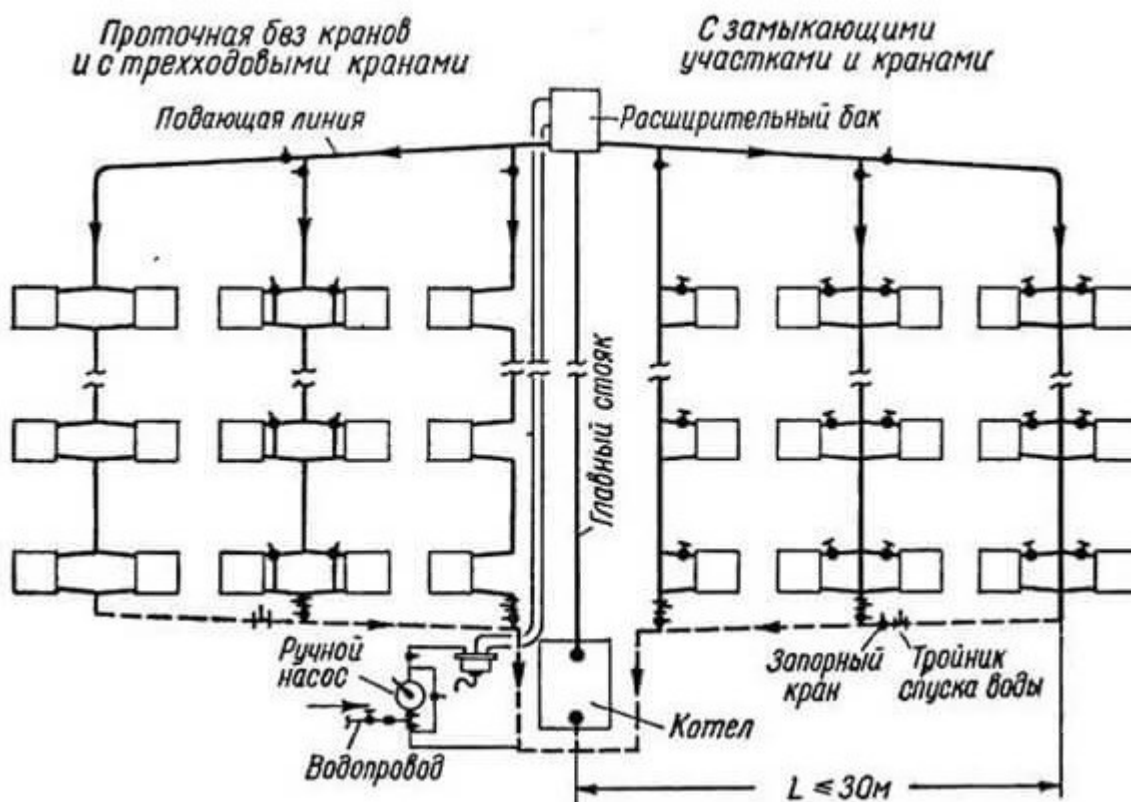 Проточная без кранов
и с трехходовыми кранами
С замыкающими
участками и кранами
Подающая линия
Расширительный бак
Главный стояк
Ручной
насос
Водопровод
Котел
Запорный
кран
Тройник
спуска воды
L ≤ 30м